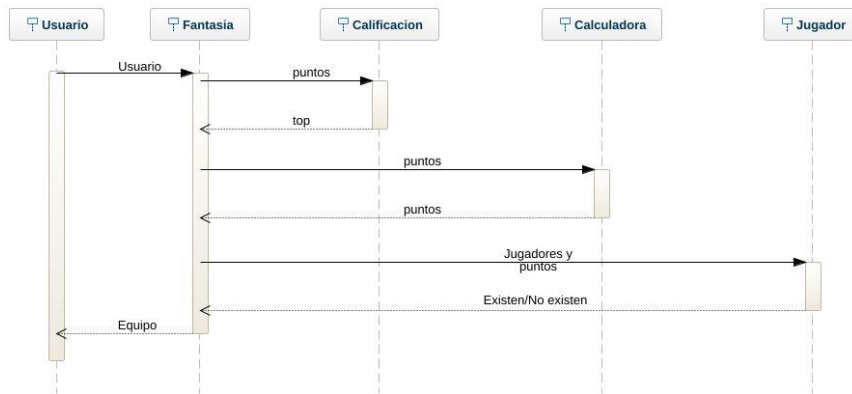 Usuario
Fantasia
Calificacion
Calculadora
Jugador
Usuario
puntos
top
puntos
puntos
Jugadores y
puntos
Existen/No existen
Equipo